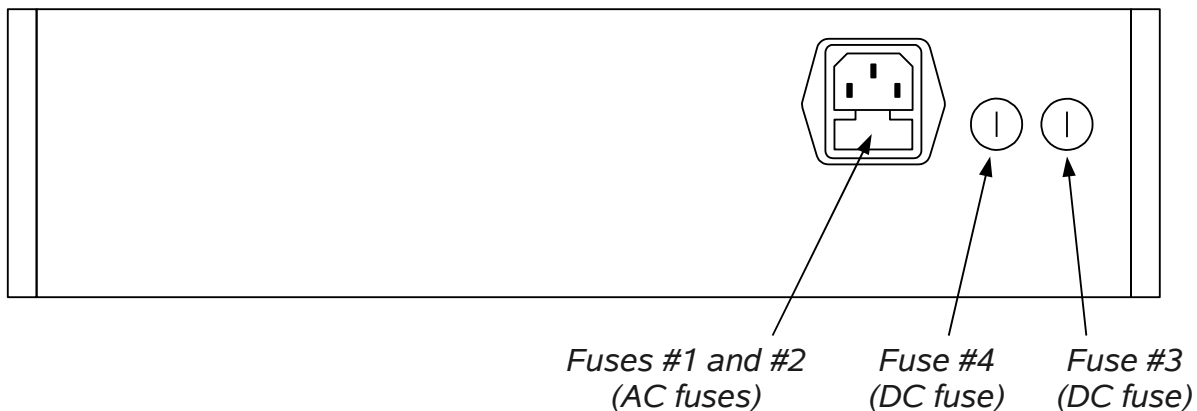 Fuses #1 and #2
(AC fuses)
Fuse #4
(DC fuse)
Fuse #3
(DC fuse)